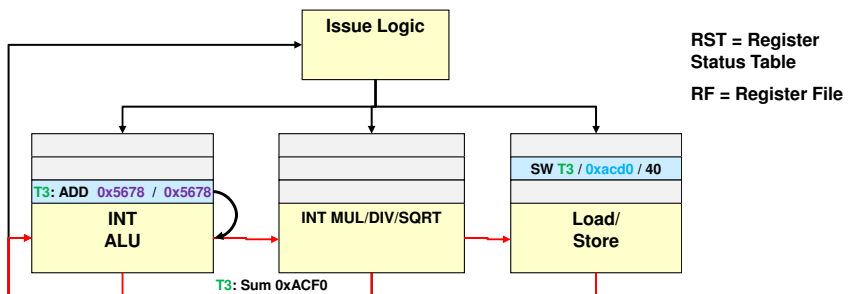 Issue Logic
RST = Register
Status Table
RF = Register File
SW T3 / 0xacd0 / 40
T3: ADD 0x5678 / 0x5678
INT
ALU
INT MUL/DIV/SQRT
Load/
Store
T3: Sum 0xACF0